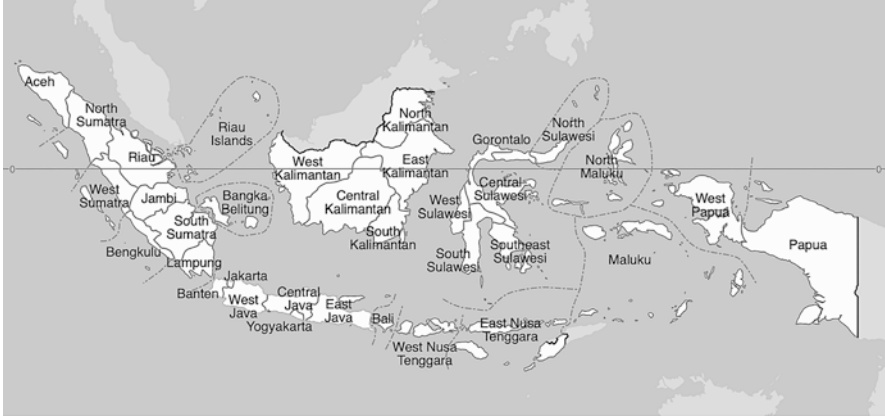 Aceh
North
Sumatra
Riau
Islands
Riau
West
Sumatra
Jambi
Bangka
Belitung
South
Sumatra
Bengkulu
Lampung
Banten
Jakarta
West
Java
Central
Java
Yogyakarta
East
Java
Bali
West Nusa
Tenggara
East Nusa
Tenggara
West
Kalimantan
Central
Kalimantan
South
Kalimantan
East
Kalimantan
North
Kalimantan
Gorontalo
North
Sulawesi
Central
Sulawesi
West
Sulawesi
South
Sulawesi
Southeast
Sulawesi
North
Maluku
Maluku
West
Papua
Papua
0
0